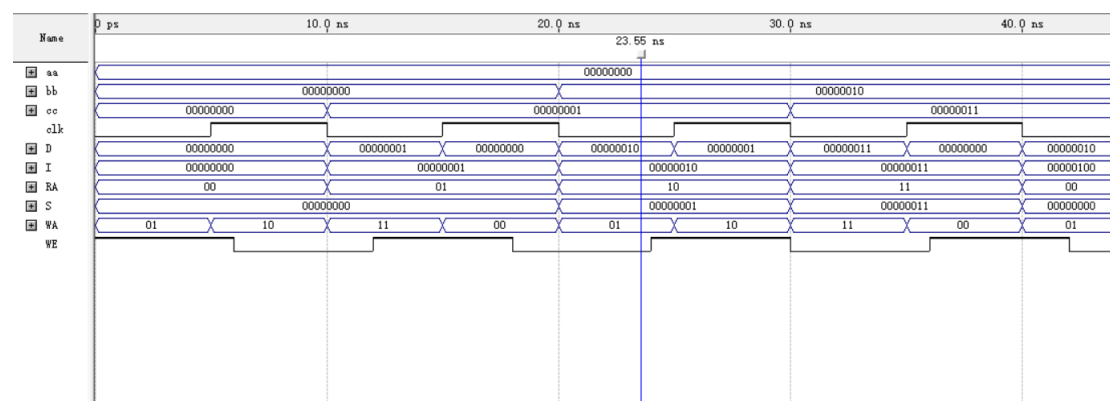 0 ps 10.0 ns 20.0 ns 30.0 ns 40.0 ns
Name
23.55 ns
aa 00000000
bb 00000000 00000010
cc 00000000 00000001 00000011
clk
D 00000000 00000001 00000000 00000010 00000001 00000011 00000000 00000010
I 00000000 00000001 00000010 00000011 00000100
RA 00 01 10 11 00
S 00000000 00000001 00000011 00000000
WA 01 10 11 00 01 10 11 00 01
WE